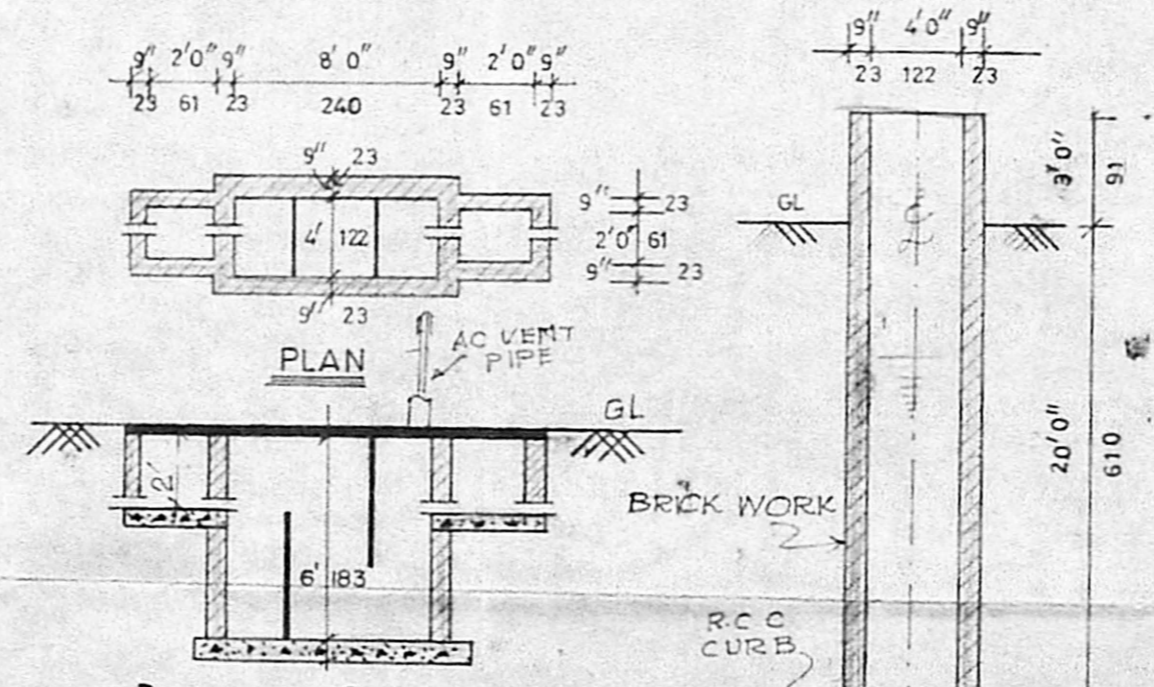 9" 2'0" 9" 8'0" 9" 2'0" 9"
23 61 23 240 23 61 23
9" 23
4' 122
9" 23
9" 23
2'0" 61
9" 23
PLAN
AC VENT
PIPE
GL
2'
6' 183
9" 4'0" 9"
23 122 23
3'0" 91
GL
20'0" 610
BRICK WORK
R.C C
CURB